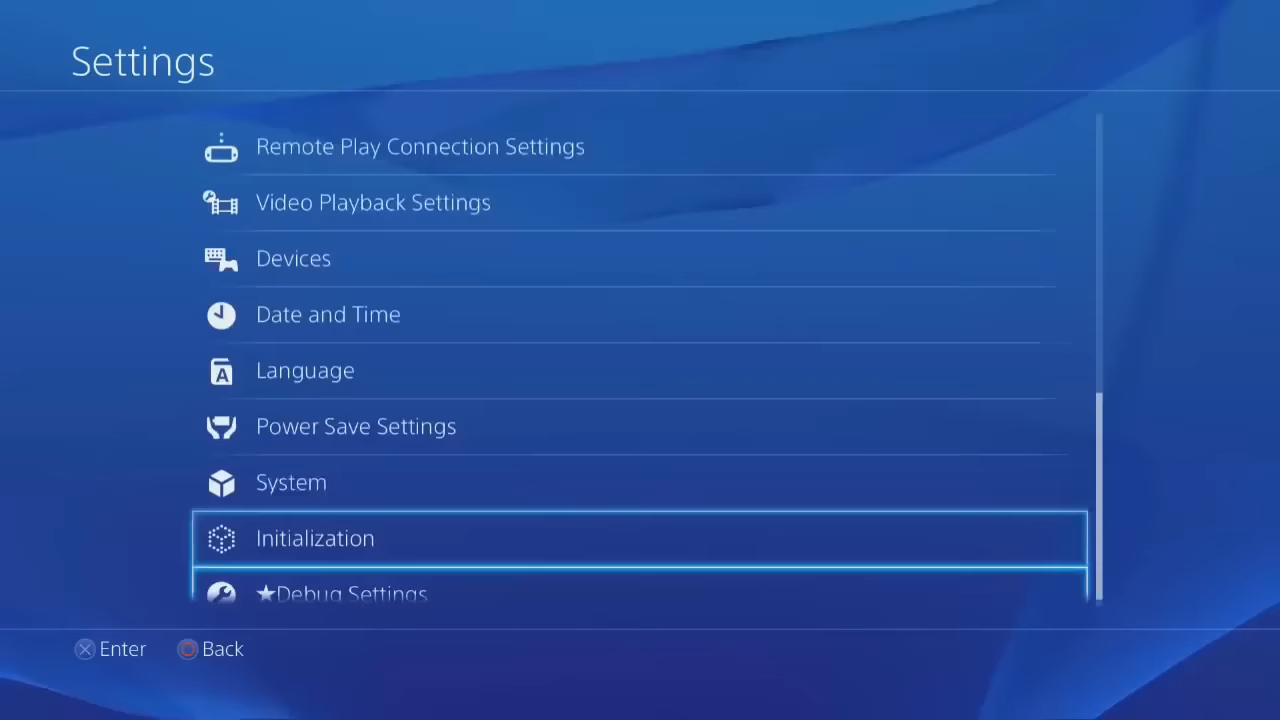 Settings
Remote Play Connection Settings
Video Playback Settings
Devices
Date and Time
Language
Power Save Settings
System
Initialization
★Debug Settings
Enter Back